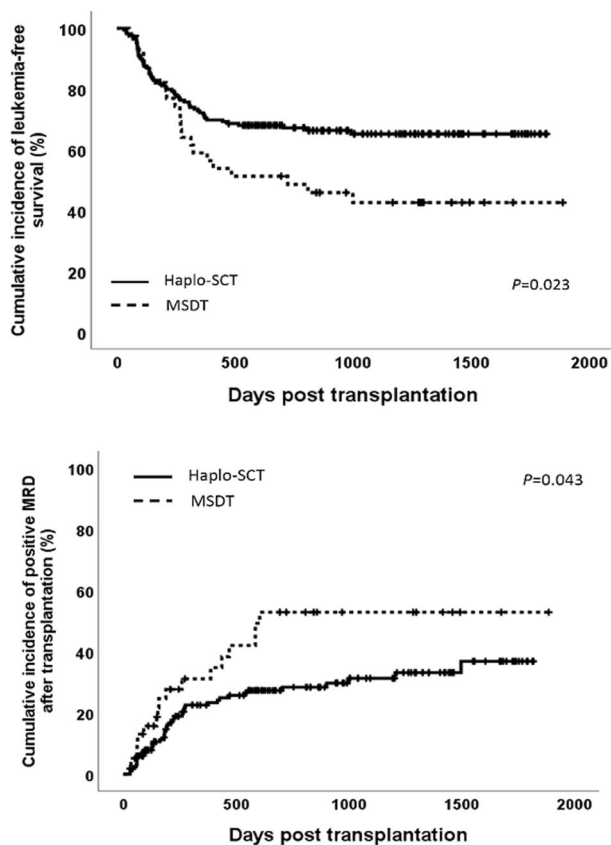 Cumulative incidence of leukemia-free
survival (%)
100
80
60
40
20
0
Haplo-SCT
MSDT
P=0.023
0 500 1000 1500 2000
Days post transplantation
Cumulative incidence of positive MRD
after transplantation (%)
100
80
60
40
20
0
Haplo-SCT
MSDT
P=0.043
0 500 1000 1500 2000
Days post transplantation